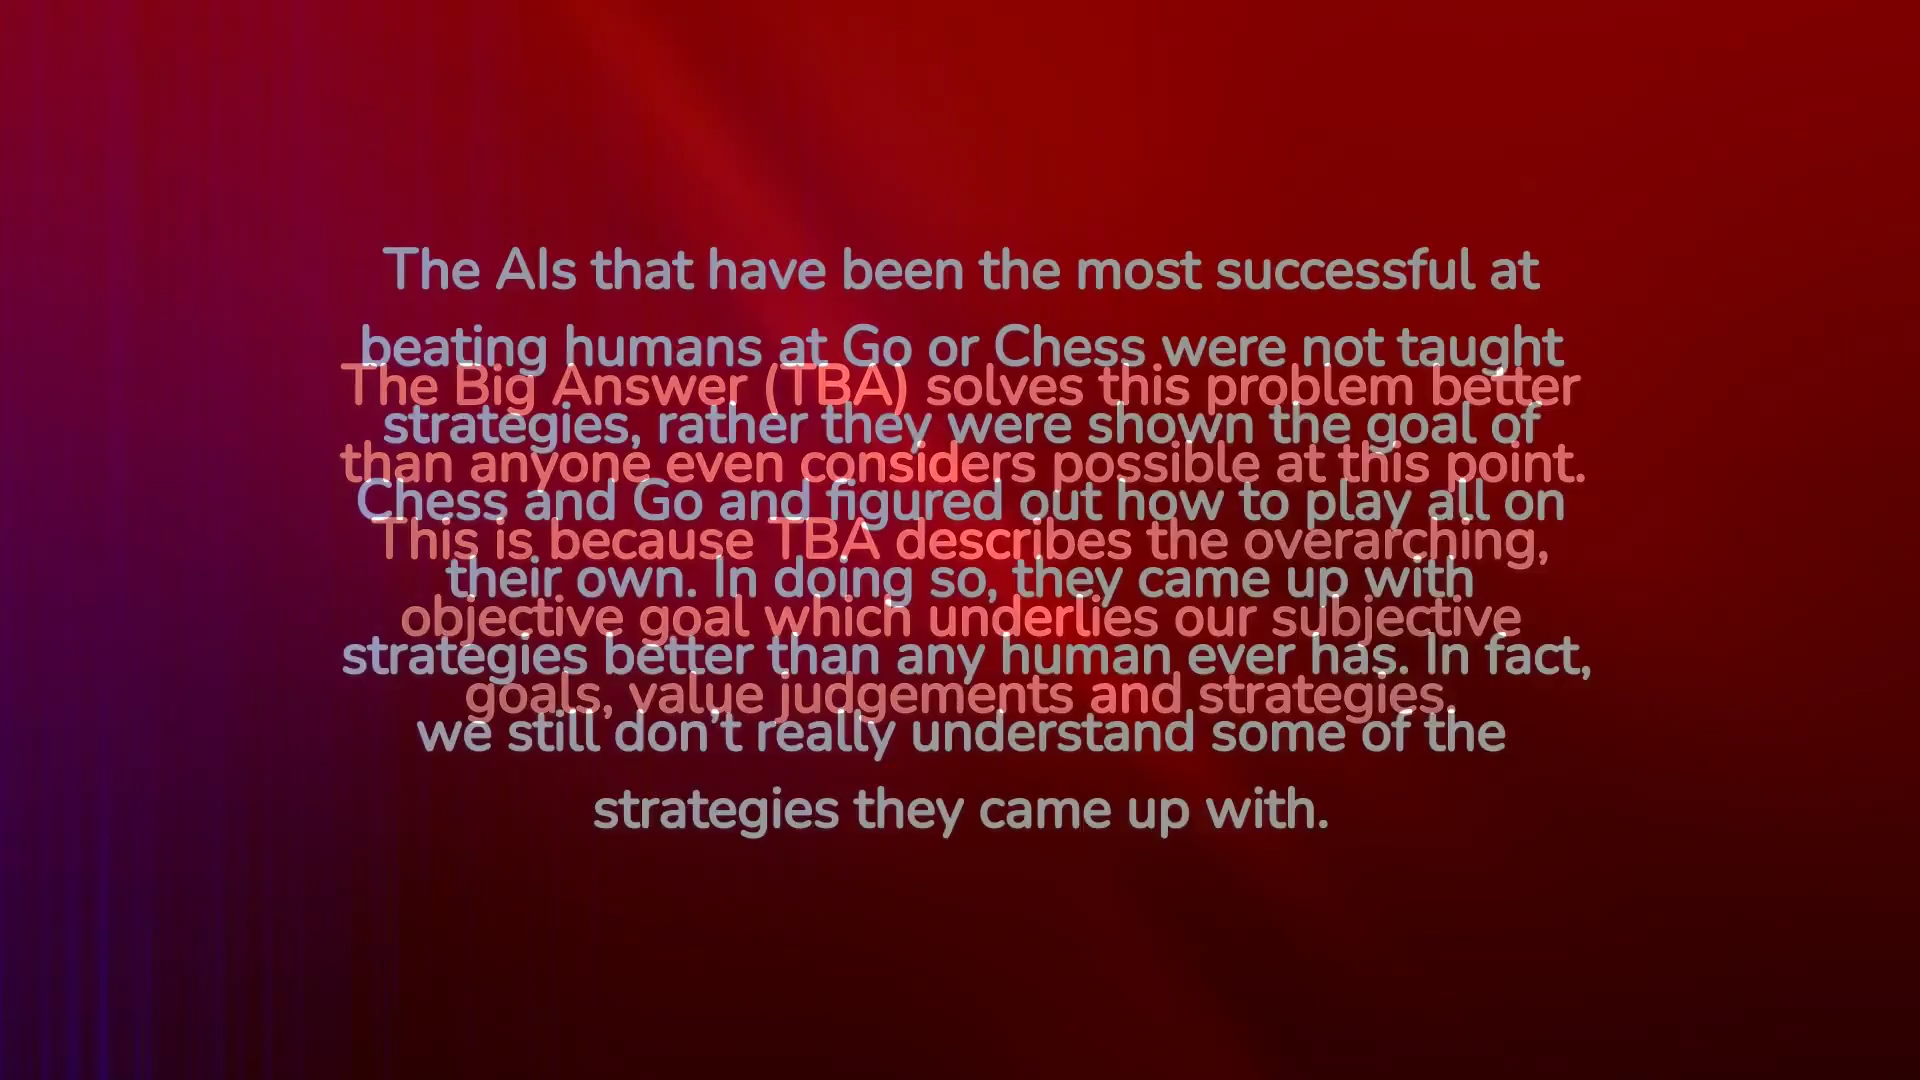 The AIs that have been the most successful at
beating humans at Go or Chess were not taught
strategies, rather they were shown the goal of
Chess and Go and figured out how to play all on
their own. In doing so, they came up with
strategies better than any human ever has. In fact,
we still don't really understand some of the
strategies they came up with.
The Big Answer (TBA) solves this problem better
than anyone even considers possible at this point.
This is because TBA describes the overarching,
objective goal which underlies our subjective
goals, value judgements and strategies.